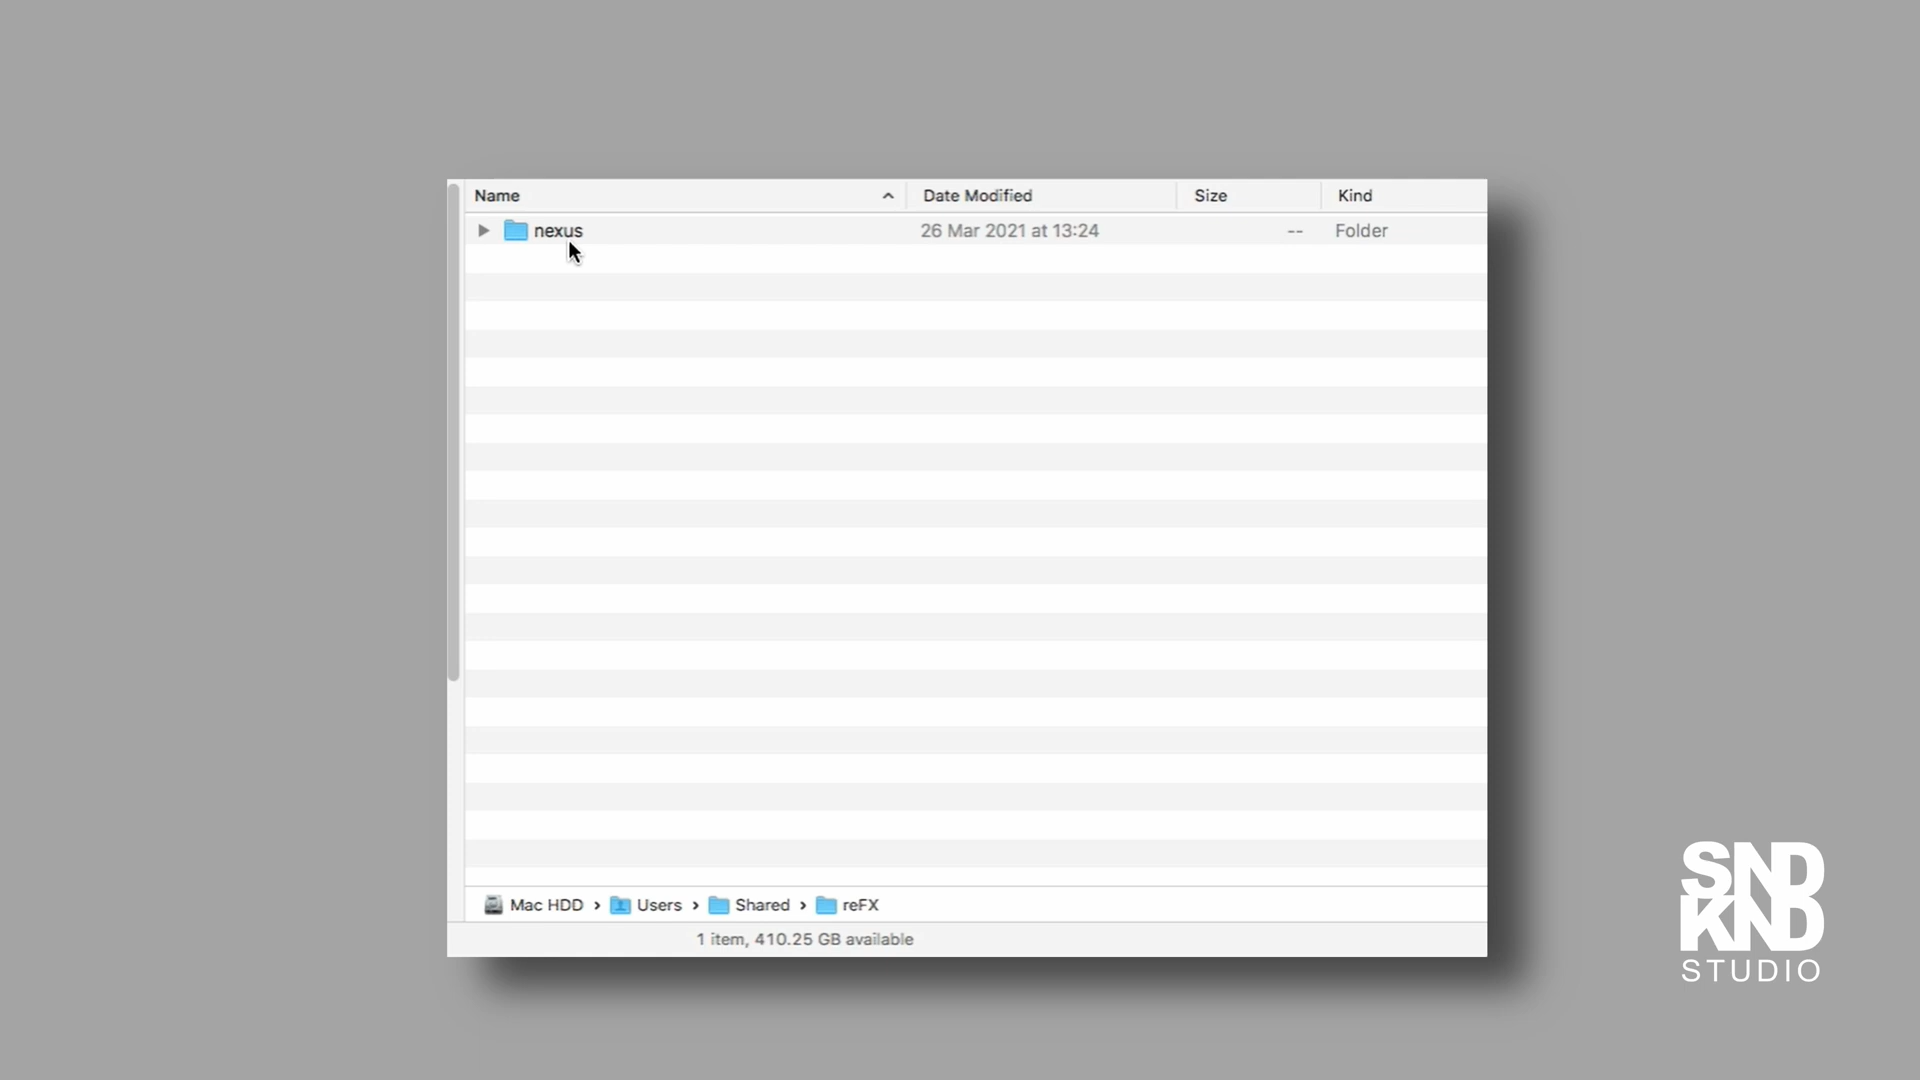 Name Date Modified Size Kind
nexus 26 Mar 2021 at 13:24 -- Folder
Mac HDD › Users › Shared › reFX
1 item, 410.25 GB available
SND
KND
STUDIO